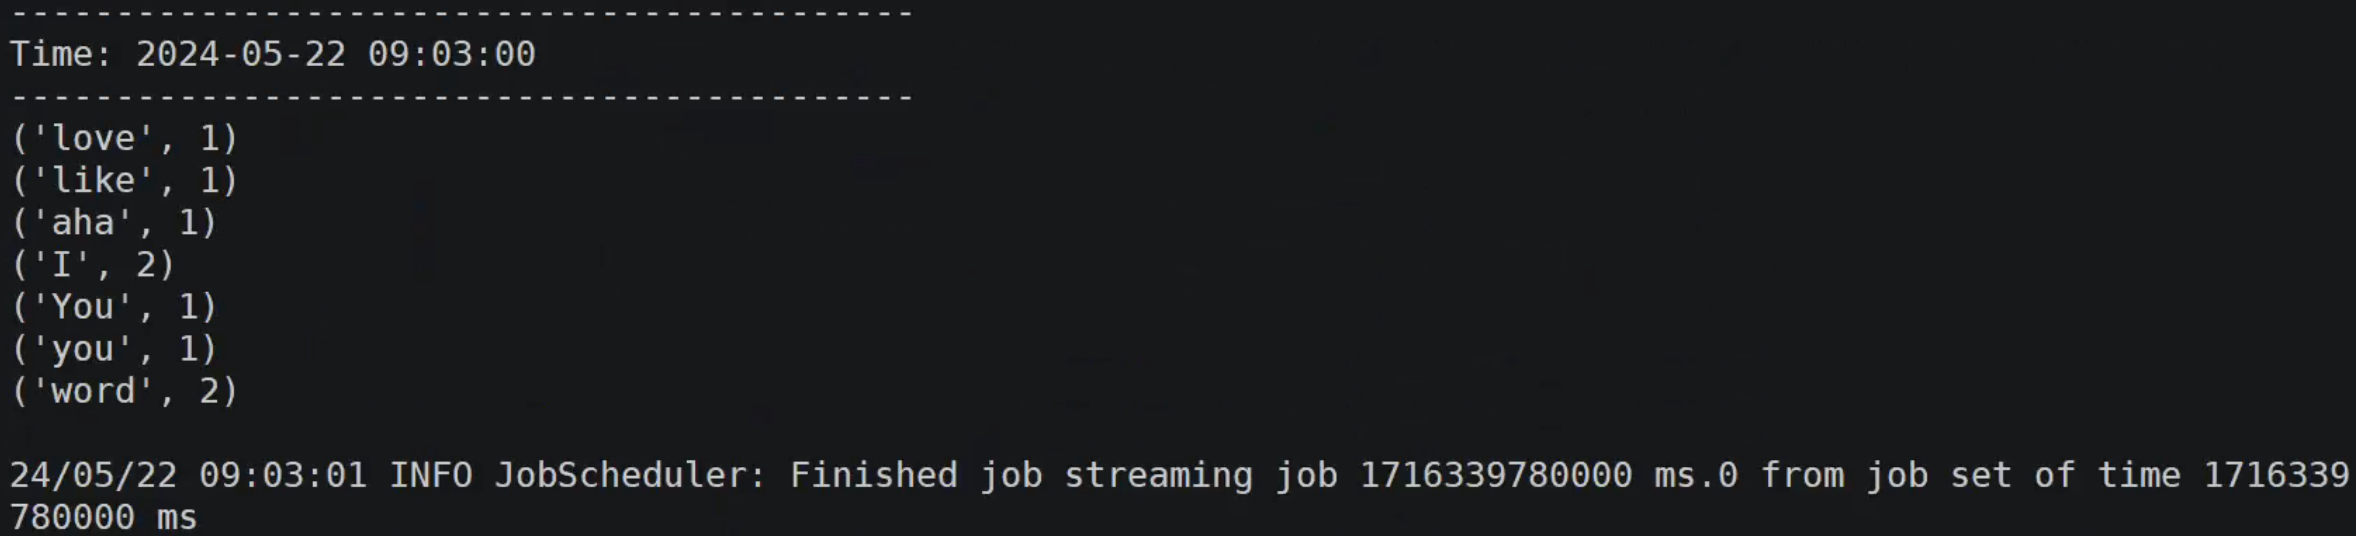 -------------------------------------------
Time: 2024-05-22 09:03:00
-------------------------------------------
('love', 1)
('like', 1)
('aha', 1)
('I', 2)
('You', 1)
('you', 1)
('word', 2)
24/05/22 09:03:01 INFO JobScheduler: Finished job streaming job 1716339780000 ms.0 from job set of time 1716339
780000 ms